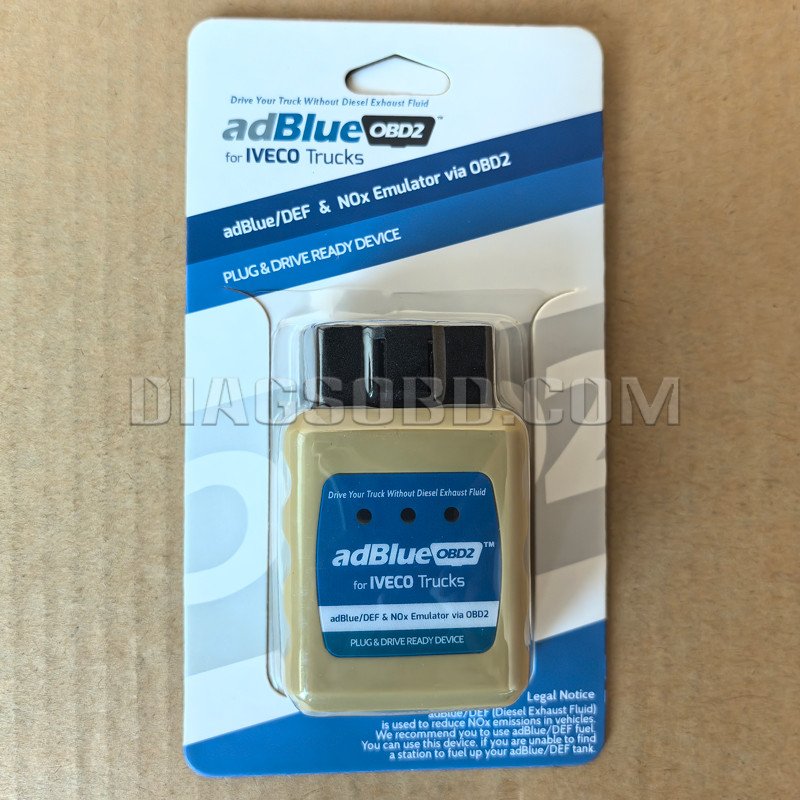 Drive Your Truck Without Diesel Exhaust Fluid
adBlue OBD2™
for IVECO Trucks
adBlue/DEF & NOx Emulator via OBD2
PLUG & DRIVE READY DEVICE
DIAGSOBD.COM
Drive Your Truck Without Diesel Exhaust Fluid
adBlue OBD2™
for IVECO Trucks
adBlue/DEF & NOx Emulator via OBD2
PLUG & DRIVE READY DEVICE
Legal Notice
adBlue/DEF (Diesel Exhaust Fluid)
is used to reduce NOx emissions in vehicles.
We recommend you to use adBlue/DEF fuel.
You can use this device, if you are unable to find
a station to fuel up your adBlue/DEF tank.